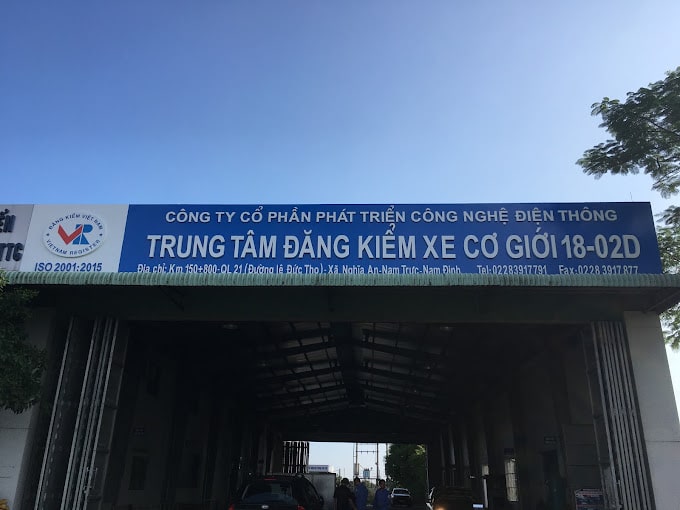 CÔNG TY CỔ PHẦN PHÁT TRIỂN CÔNG NGHỆ ĐIỆN THÔNG
TRUNG TÂM ĐĂNG KIỂM XE CƠ GIỚI 18-02D
Địa chỉ: Km 150+800-QL 21 (Đường lê Đức Thọ)- Xã Nghĩa An-Nam Trực-Nam Định Tel:02283917791 Fax:0228 3917 877
ĐĂNG KIỂM VIỆT NAM
VR
VIETNAM REGISTER
ISO 2001:2015
ỂN
TTC